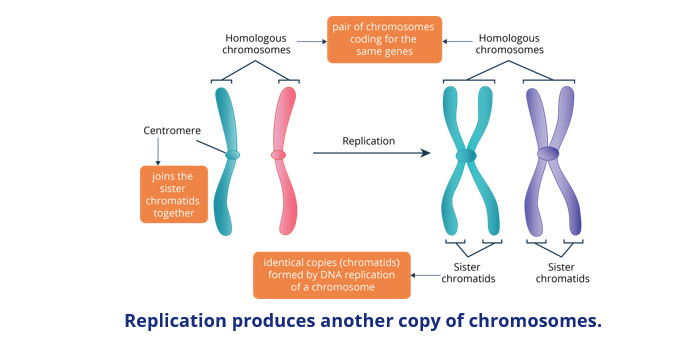 Homologous
chromosomes
pair of chromosomes
coding for the
same genes
Homologous
chromosomes
Centromere
joins the
sister
chromatids
together
Replication
identical copies (chromatids)
formed by DNA replication
of a chromosome
Sister
chromatids
Sister
chromatids
Replication produces another copy of chromosomes.